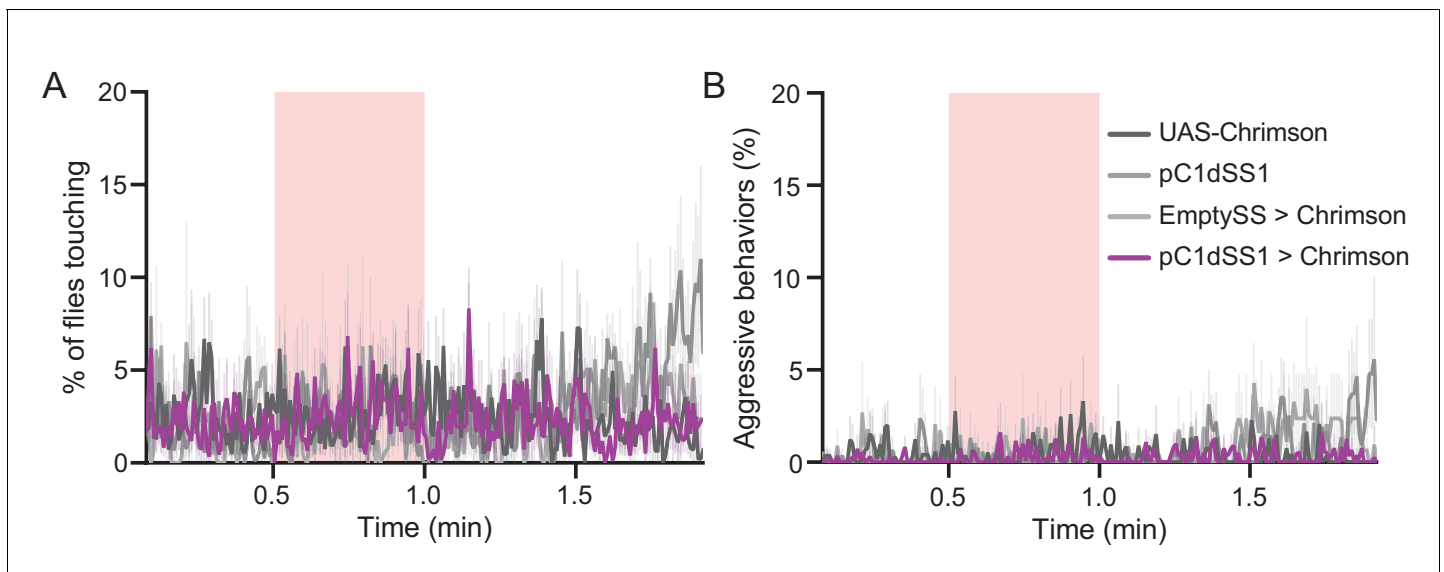 A
% of flies touching
20
15
10
5
0
0.5
1.0
1.5
Time (min)
B
Aggressive behaviors (%)
20
15
10
5
0
0.5
1.0
1.5
Time (min)
UAS-Chrimson
pC1dSS1
EmptySS > Chrimson
pC1dSS1 > Chrimson